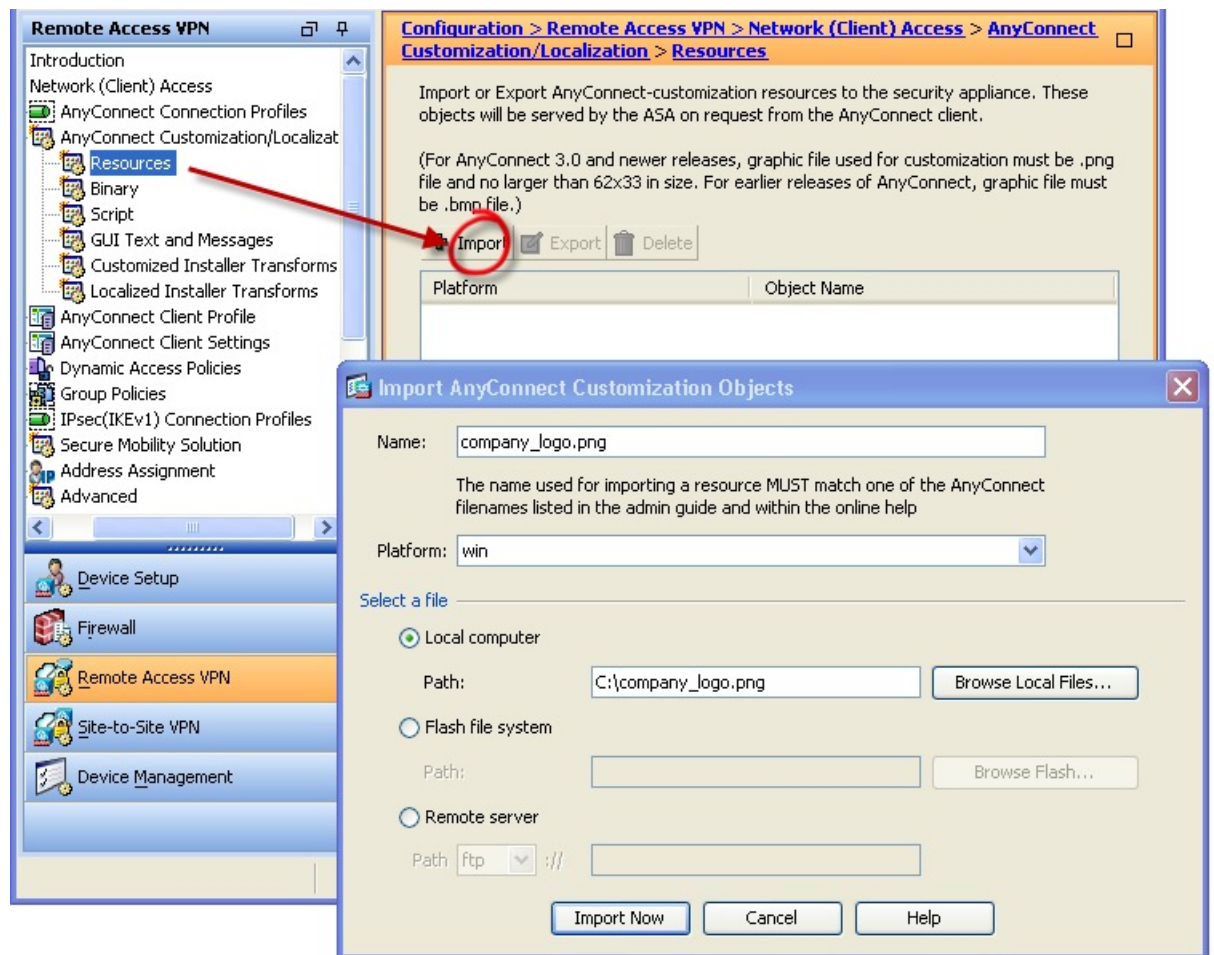 Remote Access VPN
Introduction
Network (Client) Access
AnyConnect Connection Profiles
AnyConnect Customization/Localizat
Resources
Binary
Script
GUI Text and Messages
Customized Installer Transforms
Localized Installer Transforms
AnyConnect Client Profile
AnyConnect Client Settings
Dynamic Access Policies
Group Policies
IPsec(IKEv1) Connection Profiles
Secure Mobility Solution
Address Assignment
Advanced
Device Setup
Firewall
Remote Access VPN
Site-to-Site VPN
Device Management
Configuration > Remote Access VPN > Network (Client) Access > AnyConnect
Customization/Localization > Resources
Import or Export AnyConnect-customization resources to the security appliance. These
objects will be served by the ASA on request from the AnyConnect client.
(For AnyConnect 3.0 and newer releases, graphic file used for customization must be .png
file and no larger than 62x33 in size. For earlier releases of AnyConnect, graphic file must
be .bmp file.)
Import Export Delete
Platform Object Name
Import AnyConnect Customization Objects
Name: company_logo.png
The name used for importing a resource MUST match one of the AnyConnect
filenames listed in the admin guide and within the online help
Platform: win
Select a file
Local computer
Path: C:\company_logo.png Browse Local Files...
Flash file system
Path: Browse Flash...
Remote server
Path ftp ://
Import Now Cancel Help